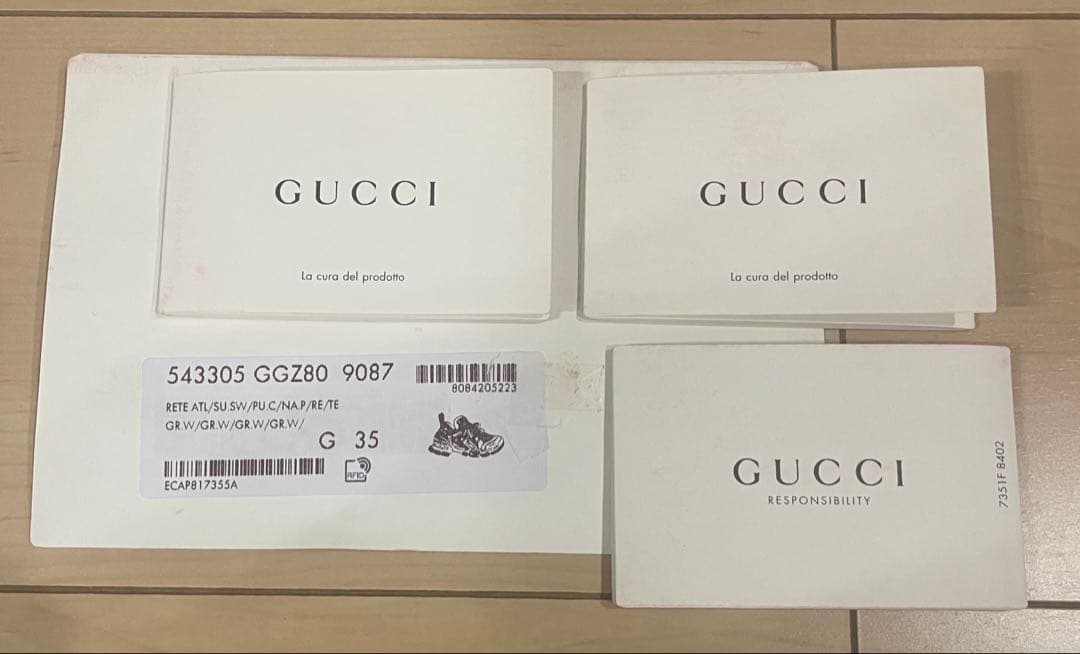 GUCCI
La cura del prodotto
GUCCI
La cura del prodotto
543305 GGZ80 9087
8084205223
RETE ATL/SU.SW/PU.C/NA.P/RE/TE
GR.W/GR.W/GR.W/GR.W/
G 35
RFID
ECAP817355A
GUCCI
RESPONSIBILITY
7351F 8402